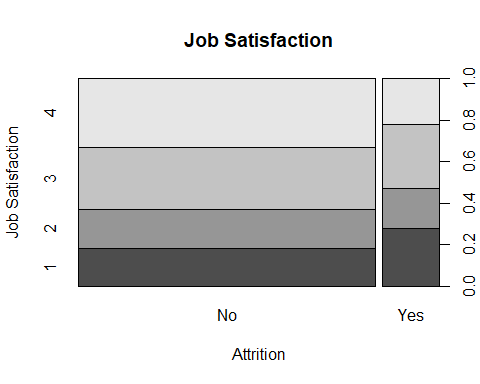 Job Satisfaction
Job Satisfaction
4
3
2
1
1.0
0.8
0.6
0.4
0.2
0.0
No
Yes
Attrition